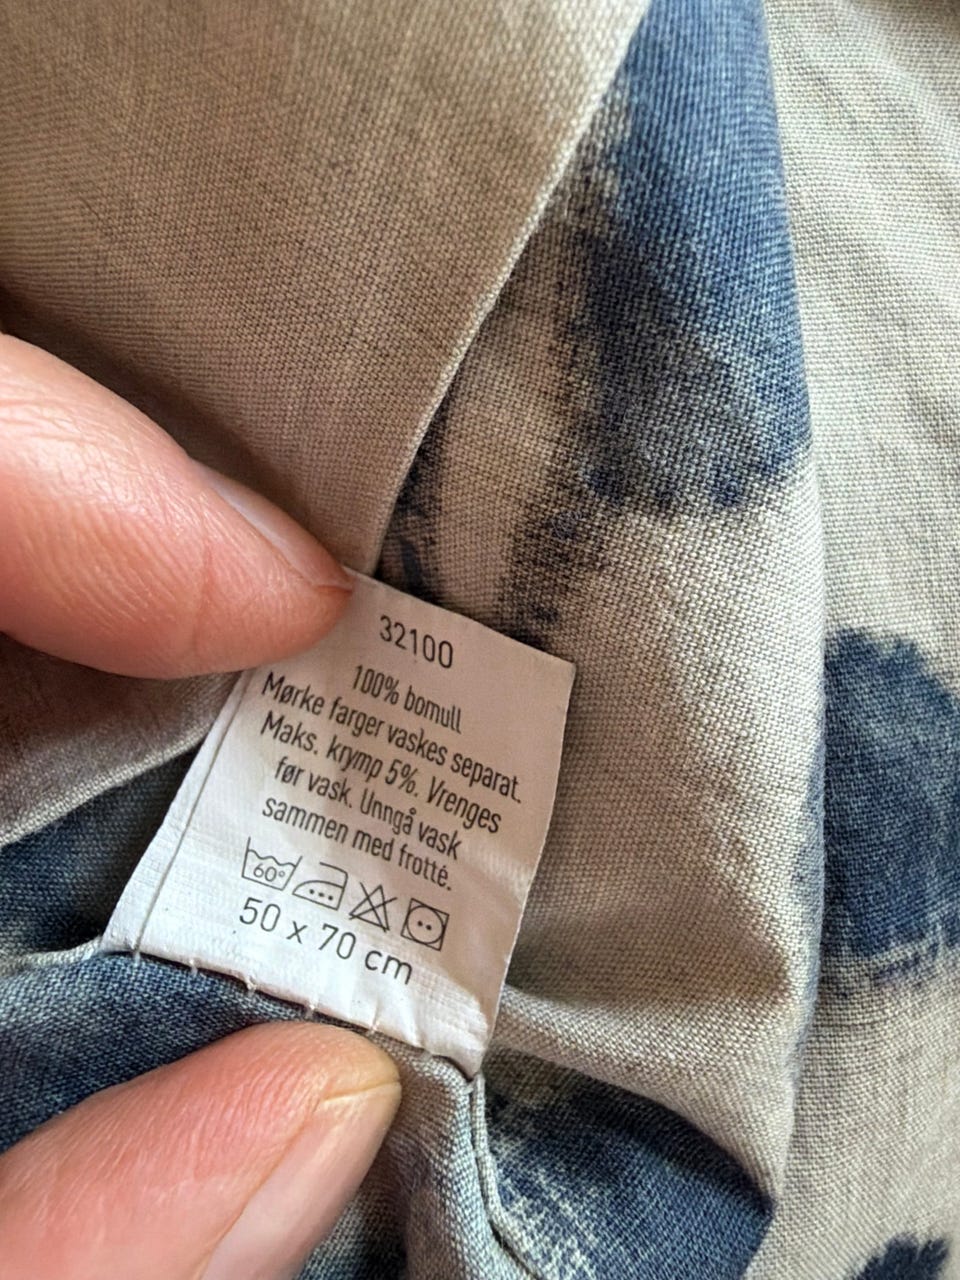 32100
100% bomull
Mørke farger vaskes separat.
Maks. krymp 5%. Vrenges
før vask. Unngå vask
sammen med frotté.
60°
50 x 70 cm